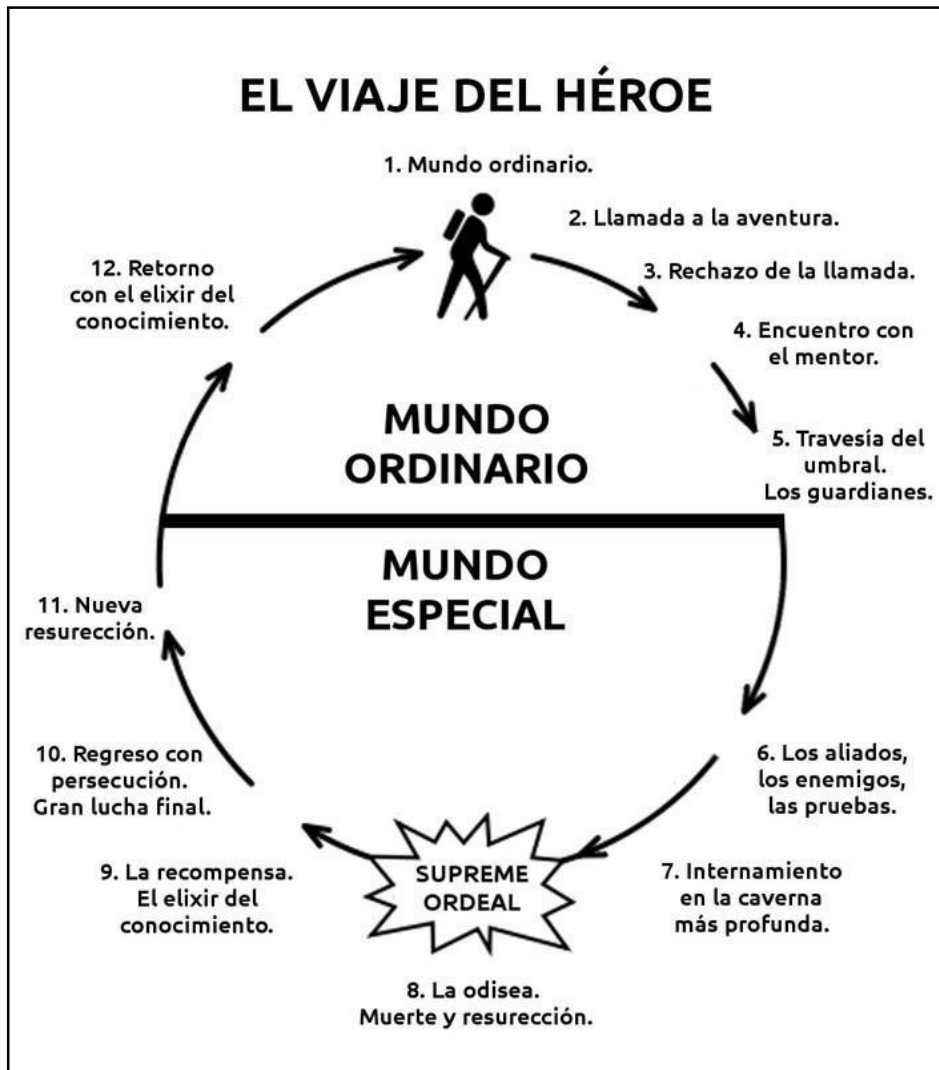 EL VIAJE DEL HÉROE
1. Mundo ordinario.
2. Llamada a la aventura.
3. Rechazo de la llamada.
4. Encuentro con
el mentor.
5. Travesía del
umbral.
Los guardianes.
MUNDO
ORDINARIO
MUNDO
ESPECIAL
6. Los aliados,
los enemigos,
las pruebas.
7. Internamiento
en la caverna
más profunda.
SUPREME
ORDEAL
8. La odisea.
Muerte y resurección.
9. La recompensa.
El elixir del
conocimiento.
10. Regreso con
persecución.
Gran lucha final.
11. Nueva
resurección.
12. Retorno
con el elixir del
conocimiento.